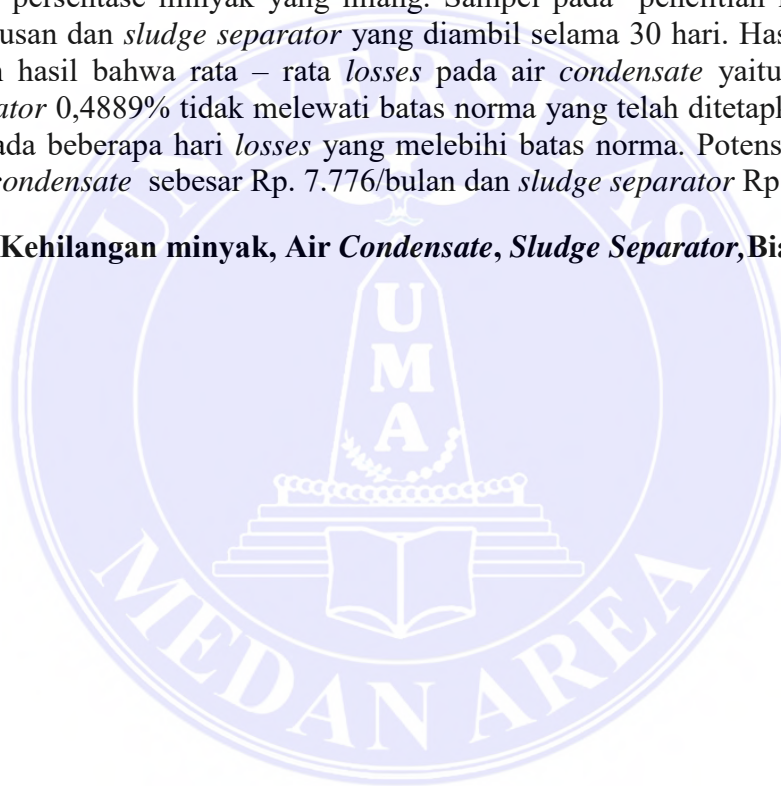 persentase minyak yang hilang. Sampel pada penelitian
usan dan sludge separator yang diambil selama 30 hari. Has
hasil bahwa rata – rata losses pada air condensate yaitu
ator 0,4889% tidak melewati batas norma yang telah ditetapk
ada beberapa hari losses yang melebihi batas norma. Potens
condensate sebesar Rp. 7.776/bulan dan sludge separator Rp
Kehilangan minyak, Air Condensate, Sludge Separator,Bia
UNIVERSITAS
UMA
MEDAN AREA